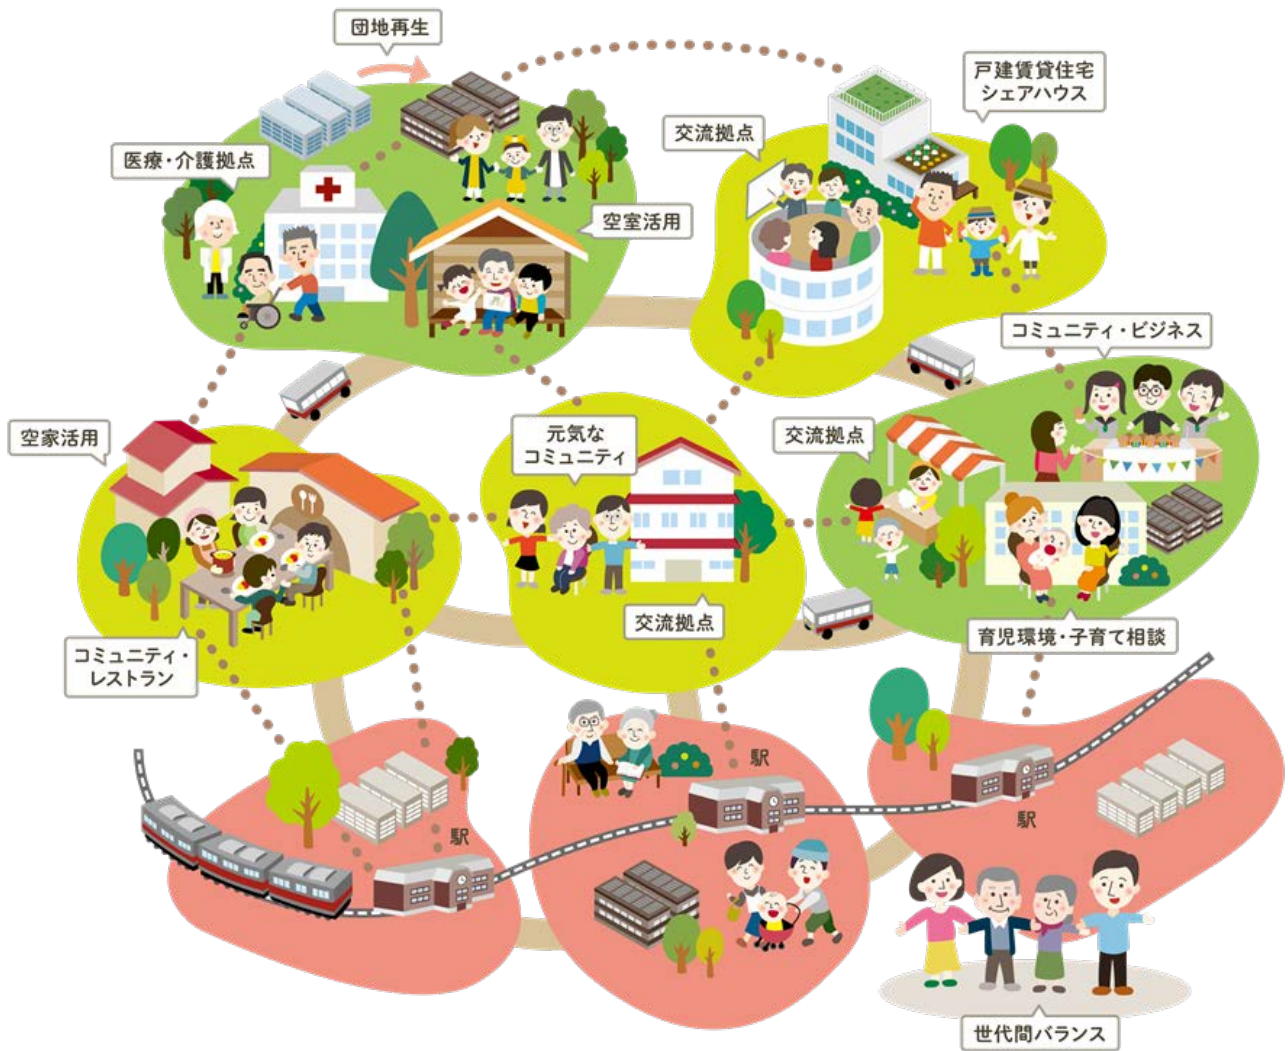 団地再生
戸建賃貸住宅
シェアハウス
交流拠点
医療・介護拠点
空室活用
コミュニティ・ビジネス
空家活用
元気な
コミュニティ
交流拠点
交流拠点
育児環境・子育て相談
コミュニティ・
レストラン
駅
駅
駅
世代間バランス